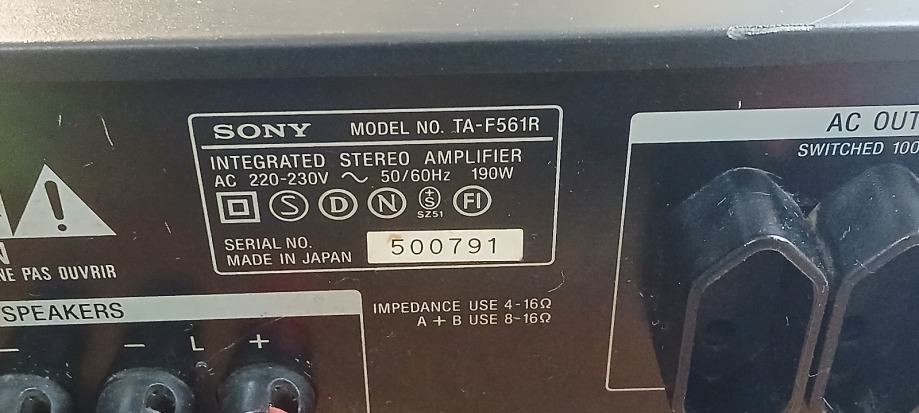 SONY MODEL NO. TA-F561R
INTEGRATED STEREO AMPLIFIER
AC 220-230V ~ 50/60Hz 190W
S D N S FI
SZ51
SERIAL NO. 500791
MADE IN JAPAN
AC OUT
SWITCHED 100
N
NE PAS OUVRIR
SPEAKERS
IMPEDANCE USE 4-16Ω
A + B USE 8-16Ω
− − L +